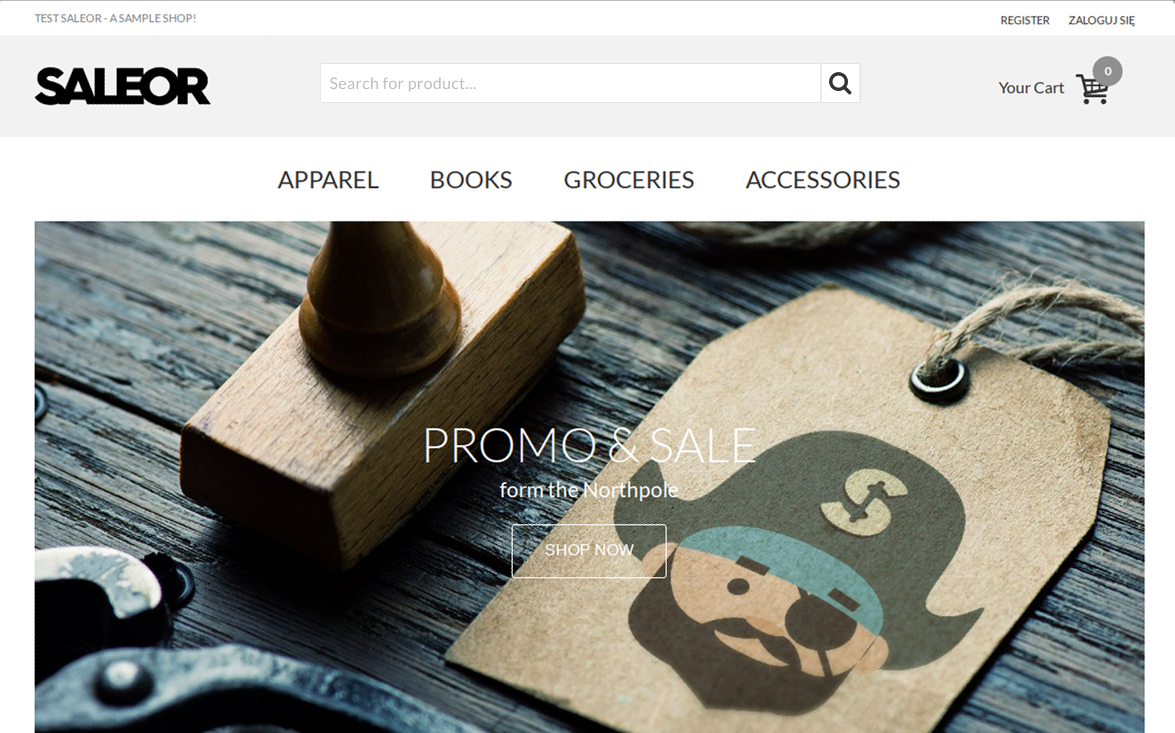 TEST SALEOR - A SAMPLE SHOP!
REGISTER ZALOGUJ SIĘ
SALEOR
Search for product...
Your Cart
0
APPAREL BOOKS GROCERIES ACCESSORIES
PROMO & SALE
form the Northpole
SHOP NOW
S